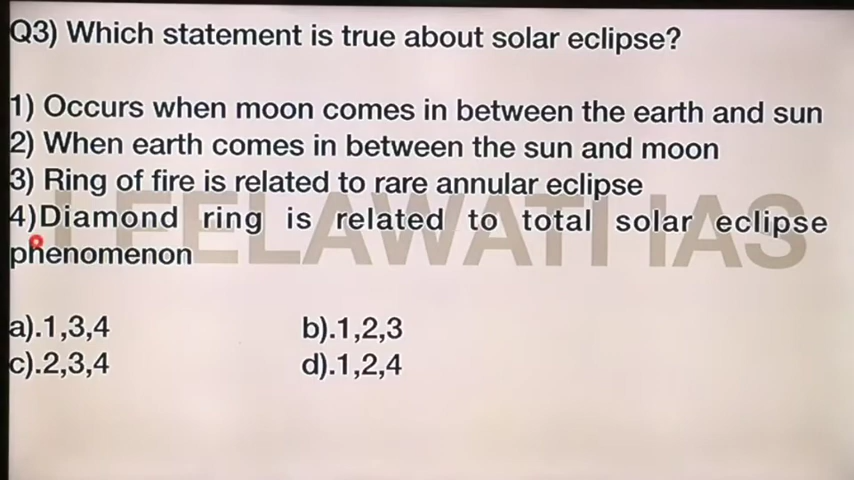 Q3) Which statement is true about solar eclipse?
1) Occurs when moon comes in between the earth and sun
2) When earth comes in between the sun and moon
3) Ring of fire is related to rare annular eclipse
4)Diamond ring is related to total solar eclipse
phenomenon
LEELAWATI IAS
a).1,3,4 b).1,2,3
c).2,3,4 d).1,2,4